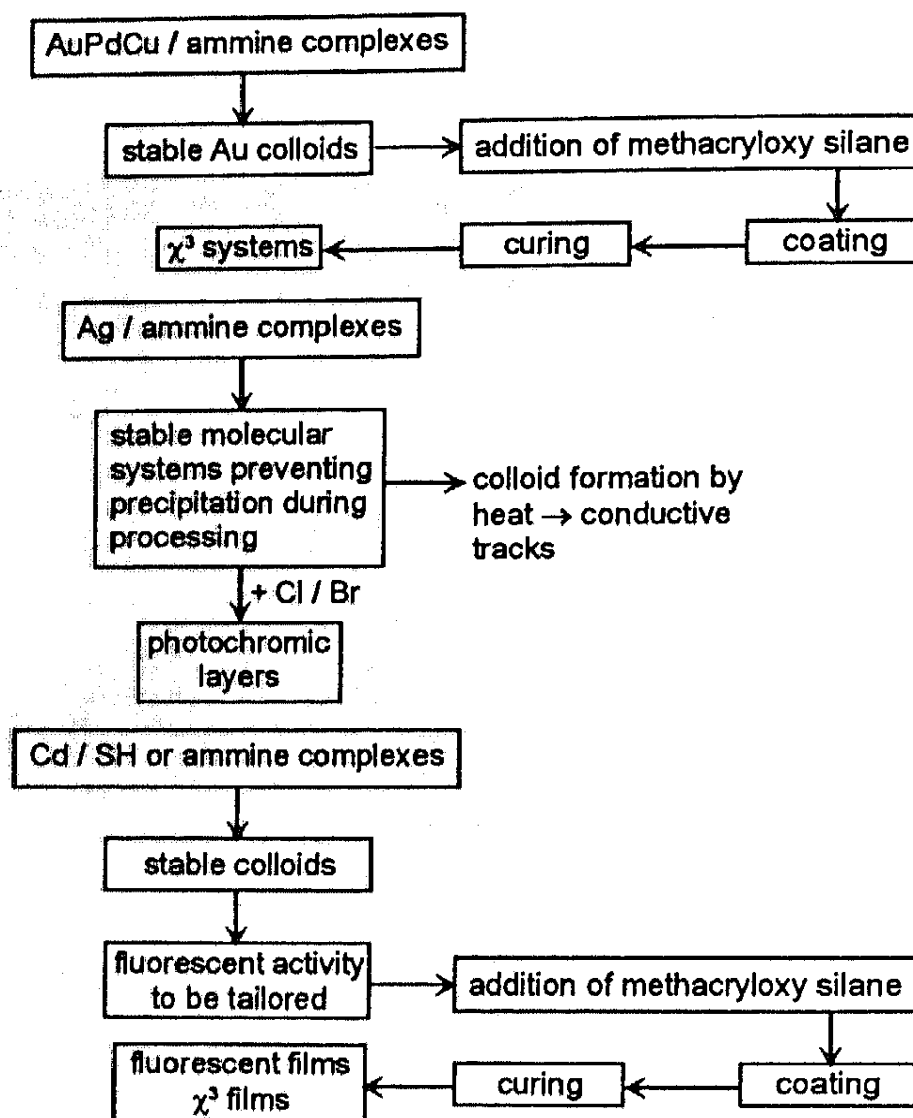 AuPdCu / ammine complexes
stable Au colloids
addition of methacryloxy silane
χ³ systems
curing
coating
Ag / ammine complexes
stable molecular
systems preventing
precipitation during
processing
colloid formation by
heat → conductive
tracks
+ Cl / Br
photochromic
layers
Cd / SH or ammine complexes
stable colloids
fluorescent activity
to be tailored
addition of methacryloxy silane
fluorescent films
χ³ films
curing
coating